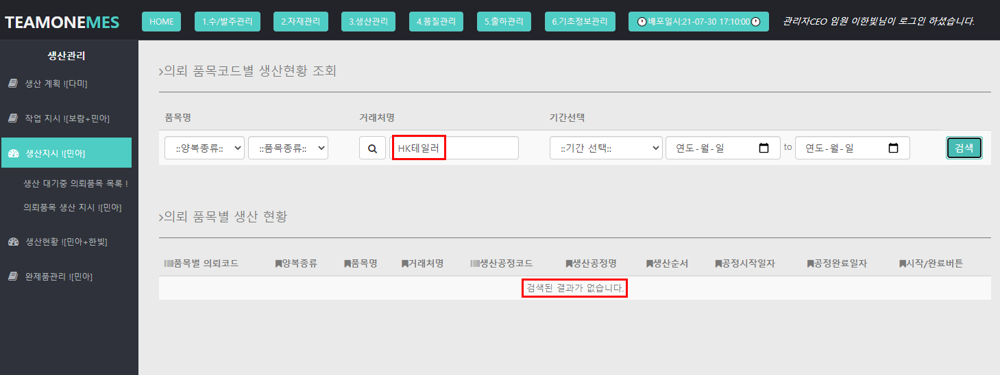 TEAMONEMES HOME 1.수/발주관리 2.자재관리 3.생산관리 4.품질관리 5.출하관리 6.기초정보관리 배포일시:21-07-30 17:10:00 관리자CEO 임원 이한빛님이 로그인 하셨습니다.
생산관리
생산 계획 ![다미]
작업 지시 ![보람+민아]
생산지시 ![민아]
생산 대기중 의뢰품목 목록 !
의뢰품목 생산 지시 ![민아]
생산현황 ![민아+한빛]
완제품관리 ![민아]
>의뢰 품목코드별 생산현황 조회
품목명 거래처명 기간선택
::양복종류:: ::품목종류:: HK테일러 ::기간 선택:: 연도-월-일 to 연도-월-일 검색
>의뢰 품목별 생산 현황
품목별 의뢰코드 양복종류 품목명 거래처명 생산공정코드 생산공정명 생산순서 공정시작일자 공정완료일자 시작/완료버튼
검색된 결과가 없습니다.